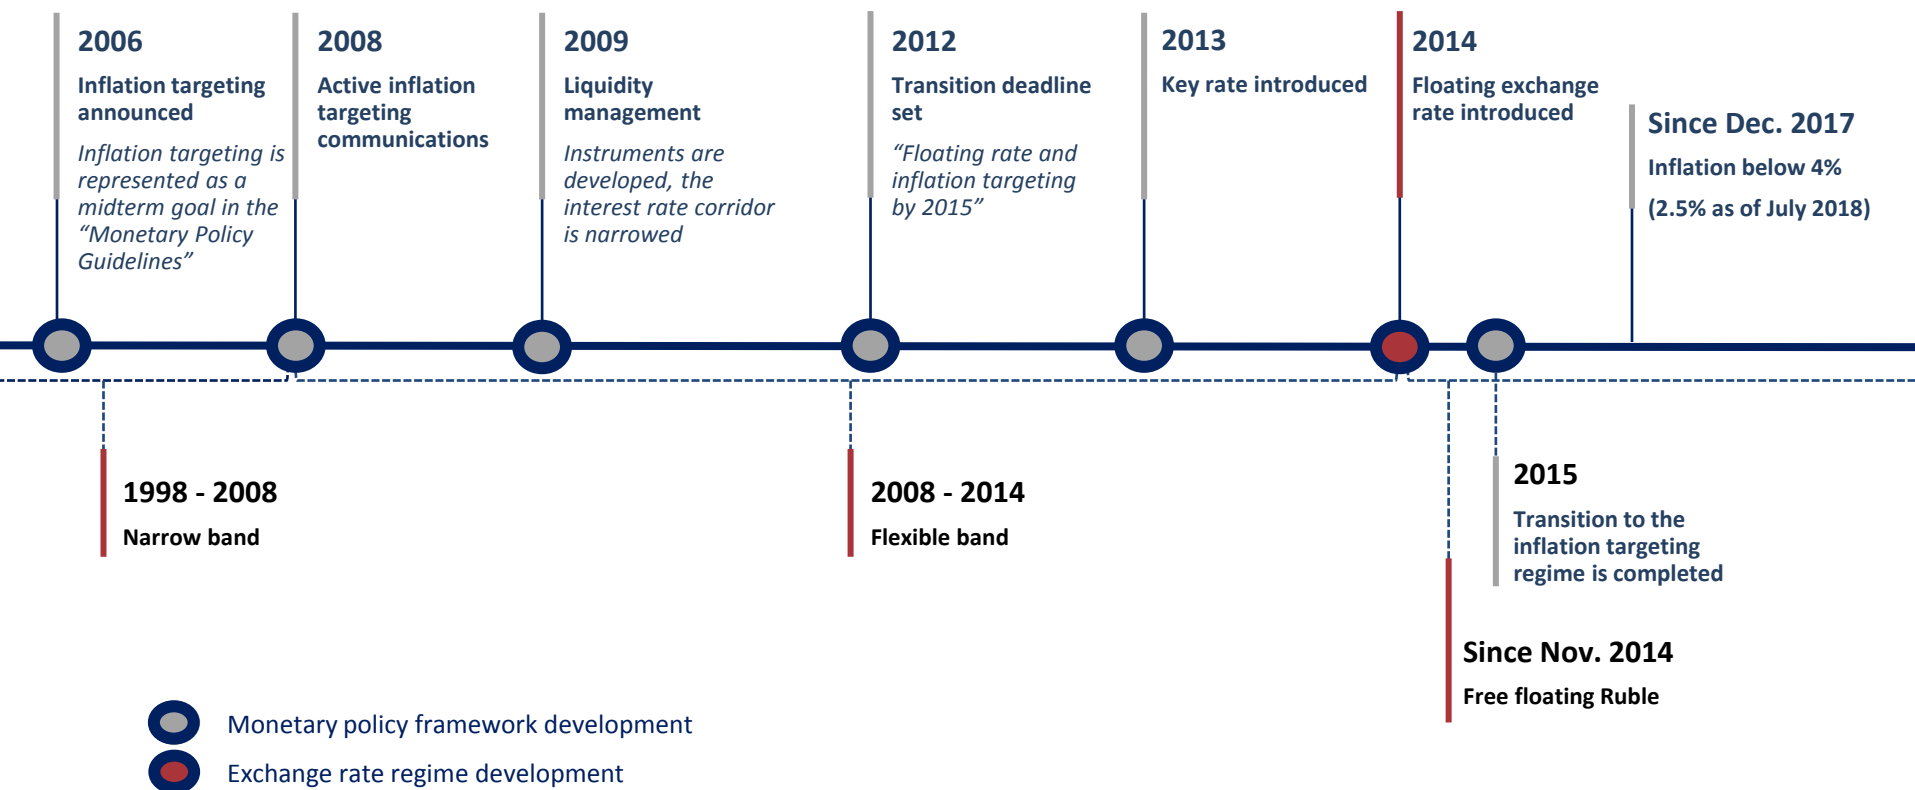 2006
Inflation targeting
announced
Inflation targeting is
represented as a
midterm goal in the
“Monetary Policy
Guidelines”
2008
Active inflation
targeting
communications
2009
Liquidity
management
Instruments are
developed, the
interest rate corridor
is narrowed
2012
Transition deadline
set
“Floating rate and
inflation targeting
by 2015”
2013
Key rate introduced
2014
Floating exchange
rate introduced
Since Dec. 2017
Inflation below 4%
(2.5% as of July 2018)
1998 - 2008
Narrow band
2008 - 2014
Flexible band
2015
Transition to the
inflation targeting
regime is completed
Since Nov. 2014
Free floating Ruble
Monetary policy framework development
Exchange rate regime development